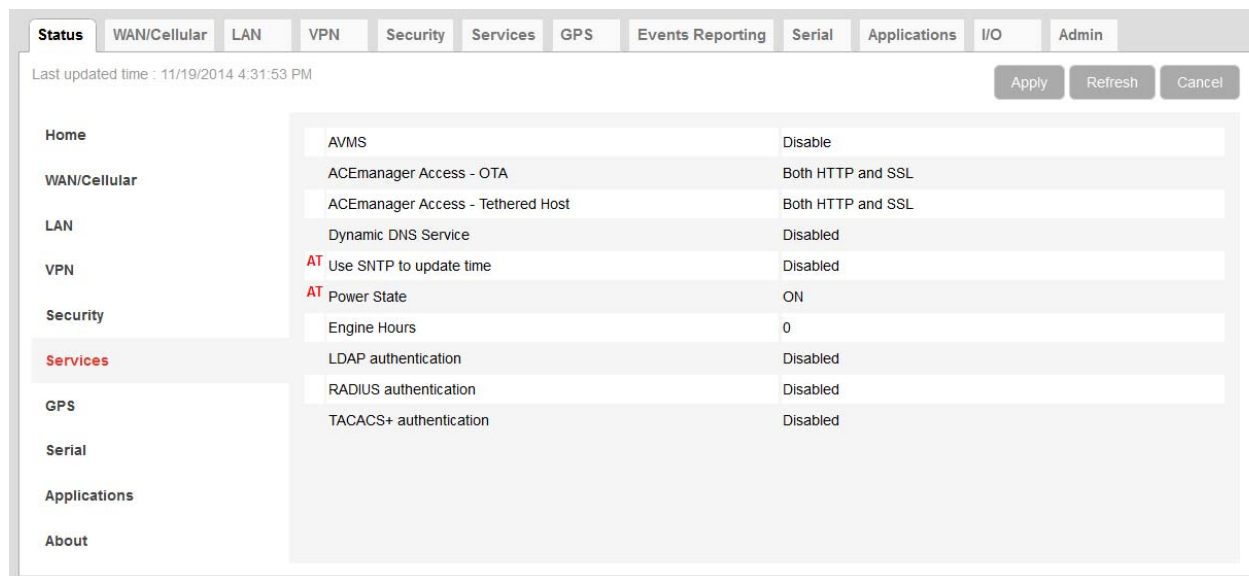 Status WAN/Cellular LAN VPN Security Services GPS Events Reporting Serial Applications I/O Admin
Last updated time : 11/19/2014 4:31:53 PM
Apply Refresh Cancel
Home
WAN/Cellular
LAN
VPN
Security
Services
GPS
Serial
Applications
About
AVMS Disable
ACEmanager Access - OTA Both HTTP and SSL
ACEmanager Access - Tethered Host Both HTTP and SSL
Dynamic DNS Service Disabled
AT Use SNTP to update time Disabled
AT Power State ON
Engine Hours 0
LDAP authentication Disabled
RADIUS authentication Disabled
TACACS+ authentication Disabled